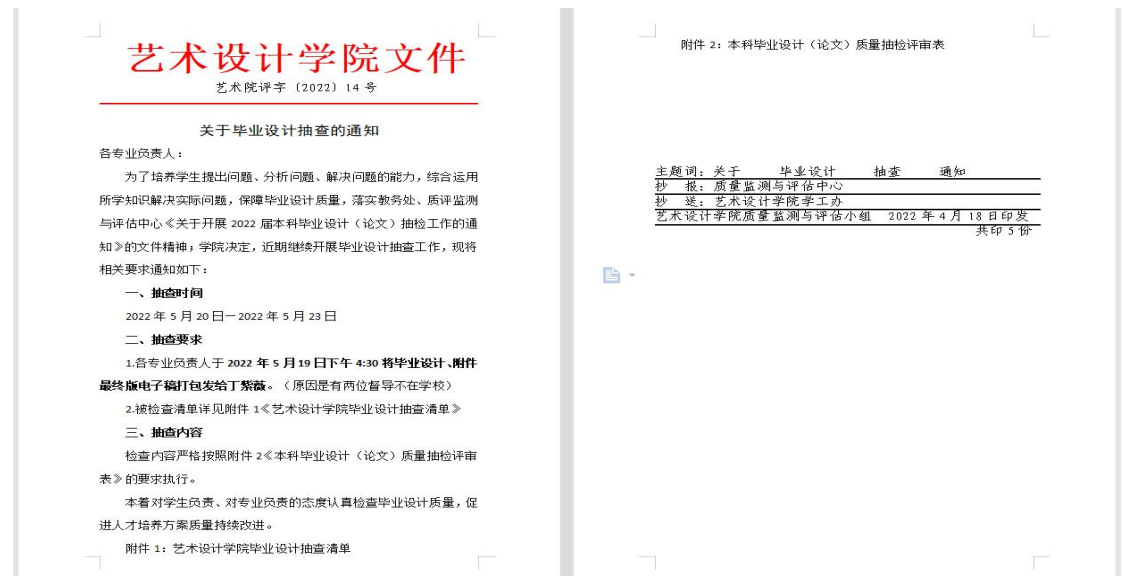 艺术设计学院文件
艺术院评字〔2022〕14 号
关于毕业设计抽查的通知
各专业负责人：
为了培养学生提出问题、分析问题、解决问题的能力，综合运用
所学知识解决实际问题，保障毕业设计质量，落实教务处、质评监测
与评估中心《关于开展 2022 届本科毕业设计（论文）抽检工作的通
知》的文件精神；学院决定，近期继续开展毕业设计抽查工作，现将
相关要求通知如下：
一、抽查时间
2022 年 5 月 20 日—2022 年 5 月 23 日
二、抽查要求
1.各专业负责人于 2022 年 5 月 19 日下午 4:30 将毕业设计、附件
最终版电子稿打包发给丁紫薇。（原因是有两位督导不在学校）
2.被检查清单详见附件 1《艺术设计学院毕业设计抽查清单》
三、抽查内容
检查内容严格按照附件 2《本科毕业设计（论文）质量抽检评审
表》的要求执行。
本着对学生负责、对专业负责的态度认真检查毕业设计质量，促
进人才培养方案质量持续改进。
附件 1：艺术设计学院毕业设计抽查清单
附件 2：本科毕业设计（论文）质量抽检评审表
主题词：关于 毕业设计 抽查 通知
抄 报：质量监测与评估中心
抄 送：艺术设计学院学工办
艺术设计学院质量监测与评估小组 2022 年 4 月 18 日印发
共印 5 份